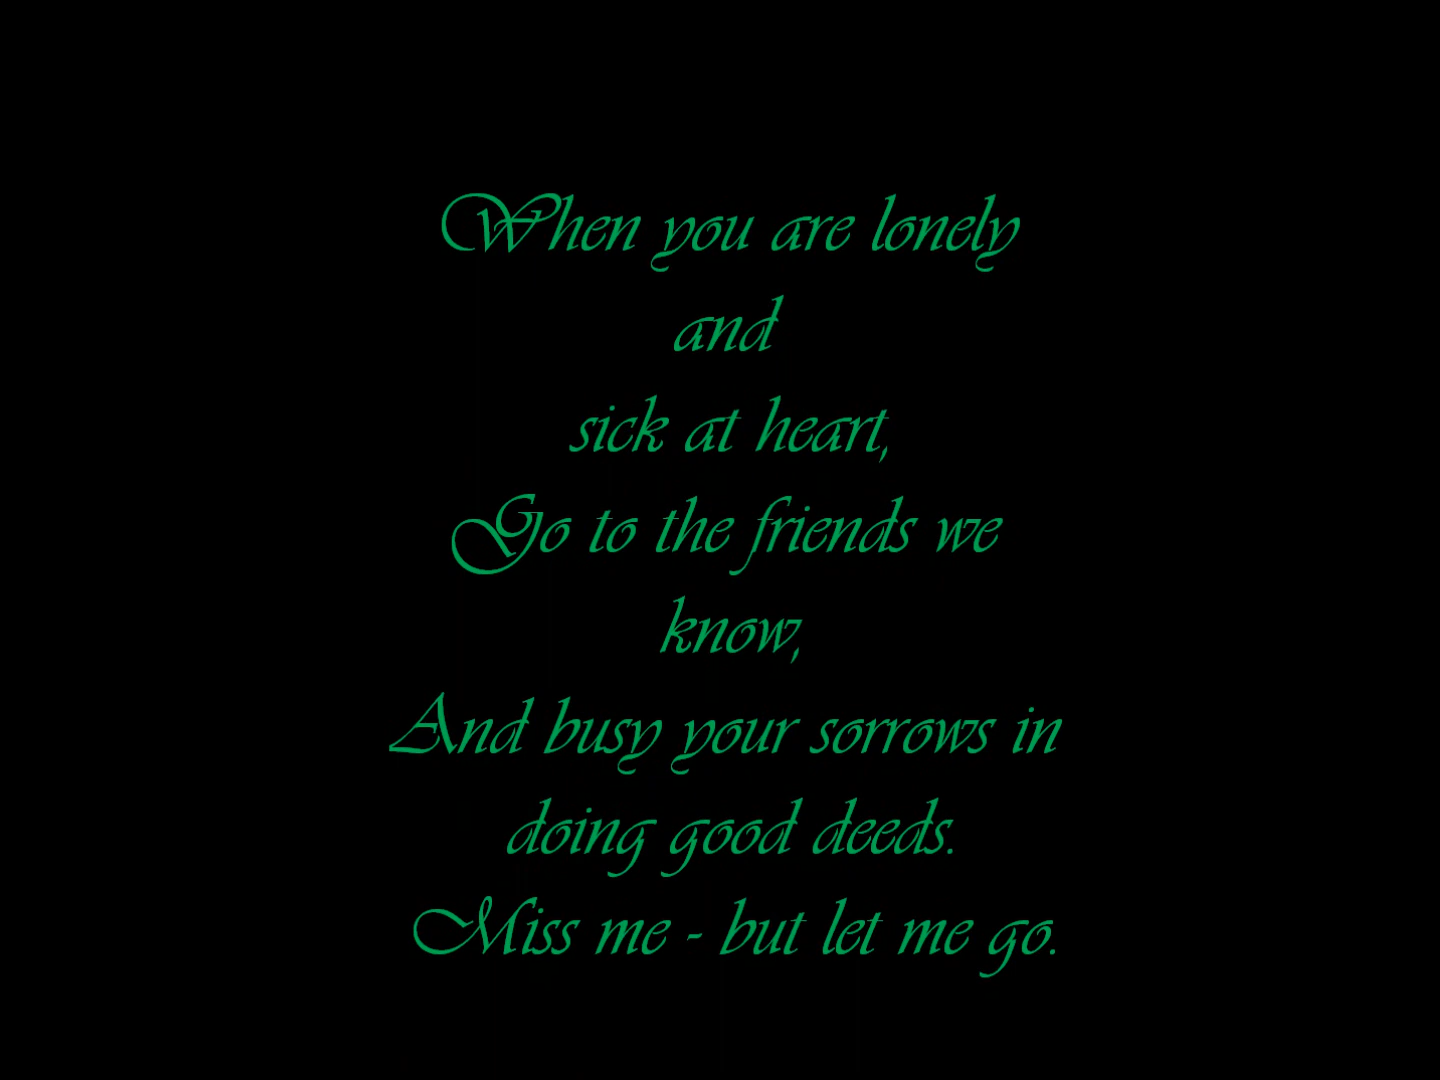 When you are lonely
and
sick at heart,
Go to the friends we
know,
And busy your sorrows in
doing good deeds.
Miss me - but let me go.